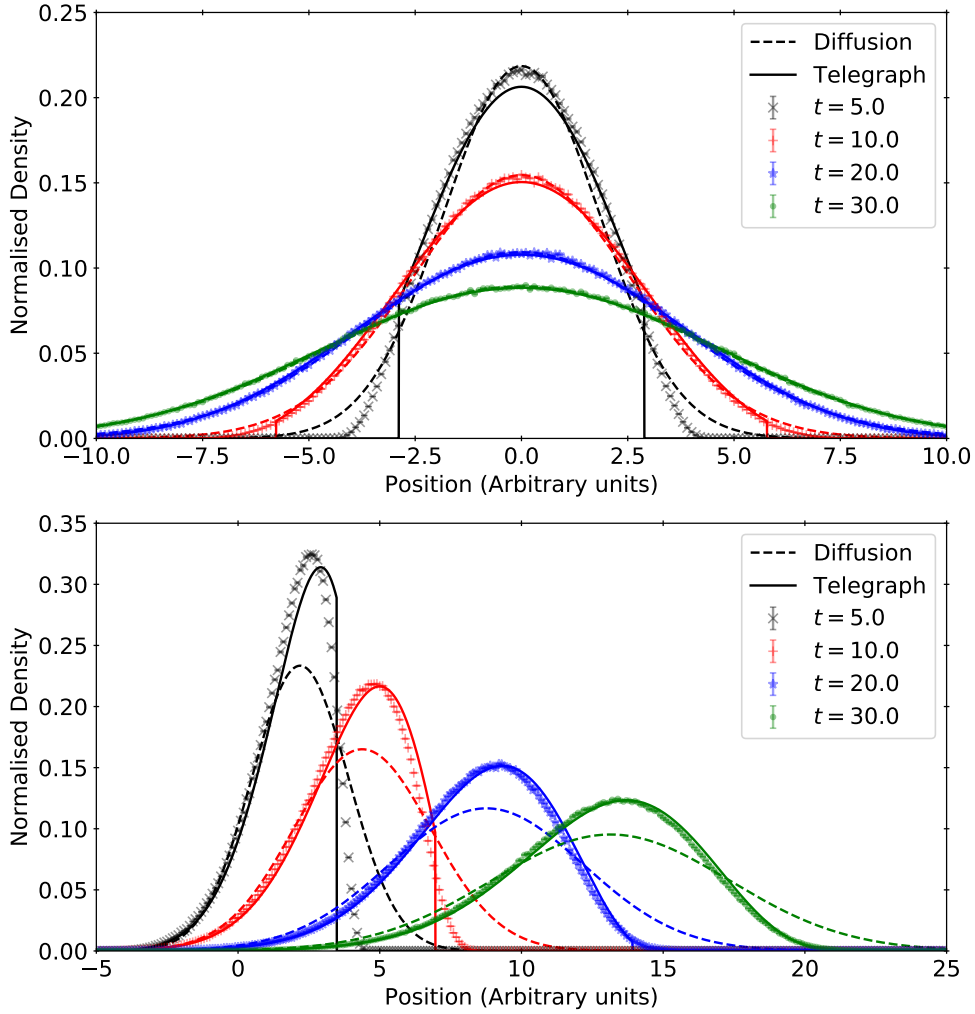 0.25
0.20
0.15
0.10
0.05
0.00
Normalised Density
Diffusion
Telegraph
t = 5.0
t = 10.0
t = 20.0
t = 30.0
−10.0 −7.5 −5.0 −2.5 0.0 2.5 5.0 7.5 10.0
Position (Arbitrary units)
0.35
0.30
0.25
0.20
0.15
0.10
0.05
0.00
Normalised Density
Diffusion
Telegraph
t = 5.0
t = 10.0
t = 20.0
t = 30.0
−5 0 5 10 15 20 25
Position (Arbitrary units)